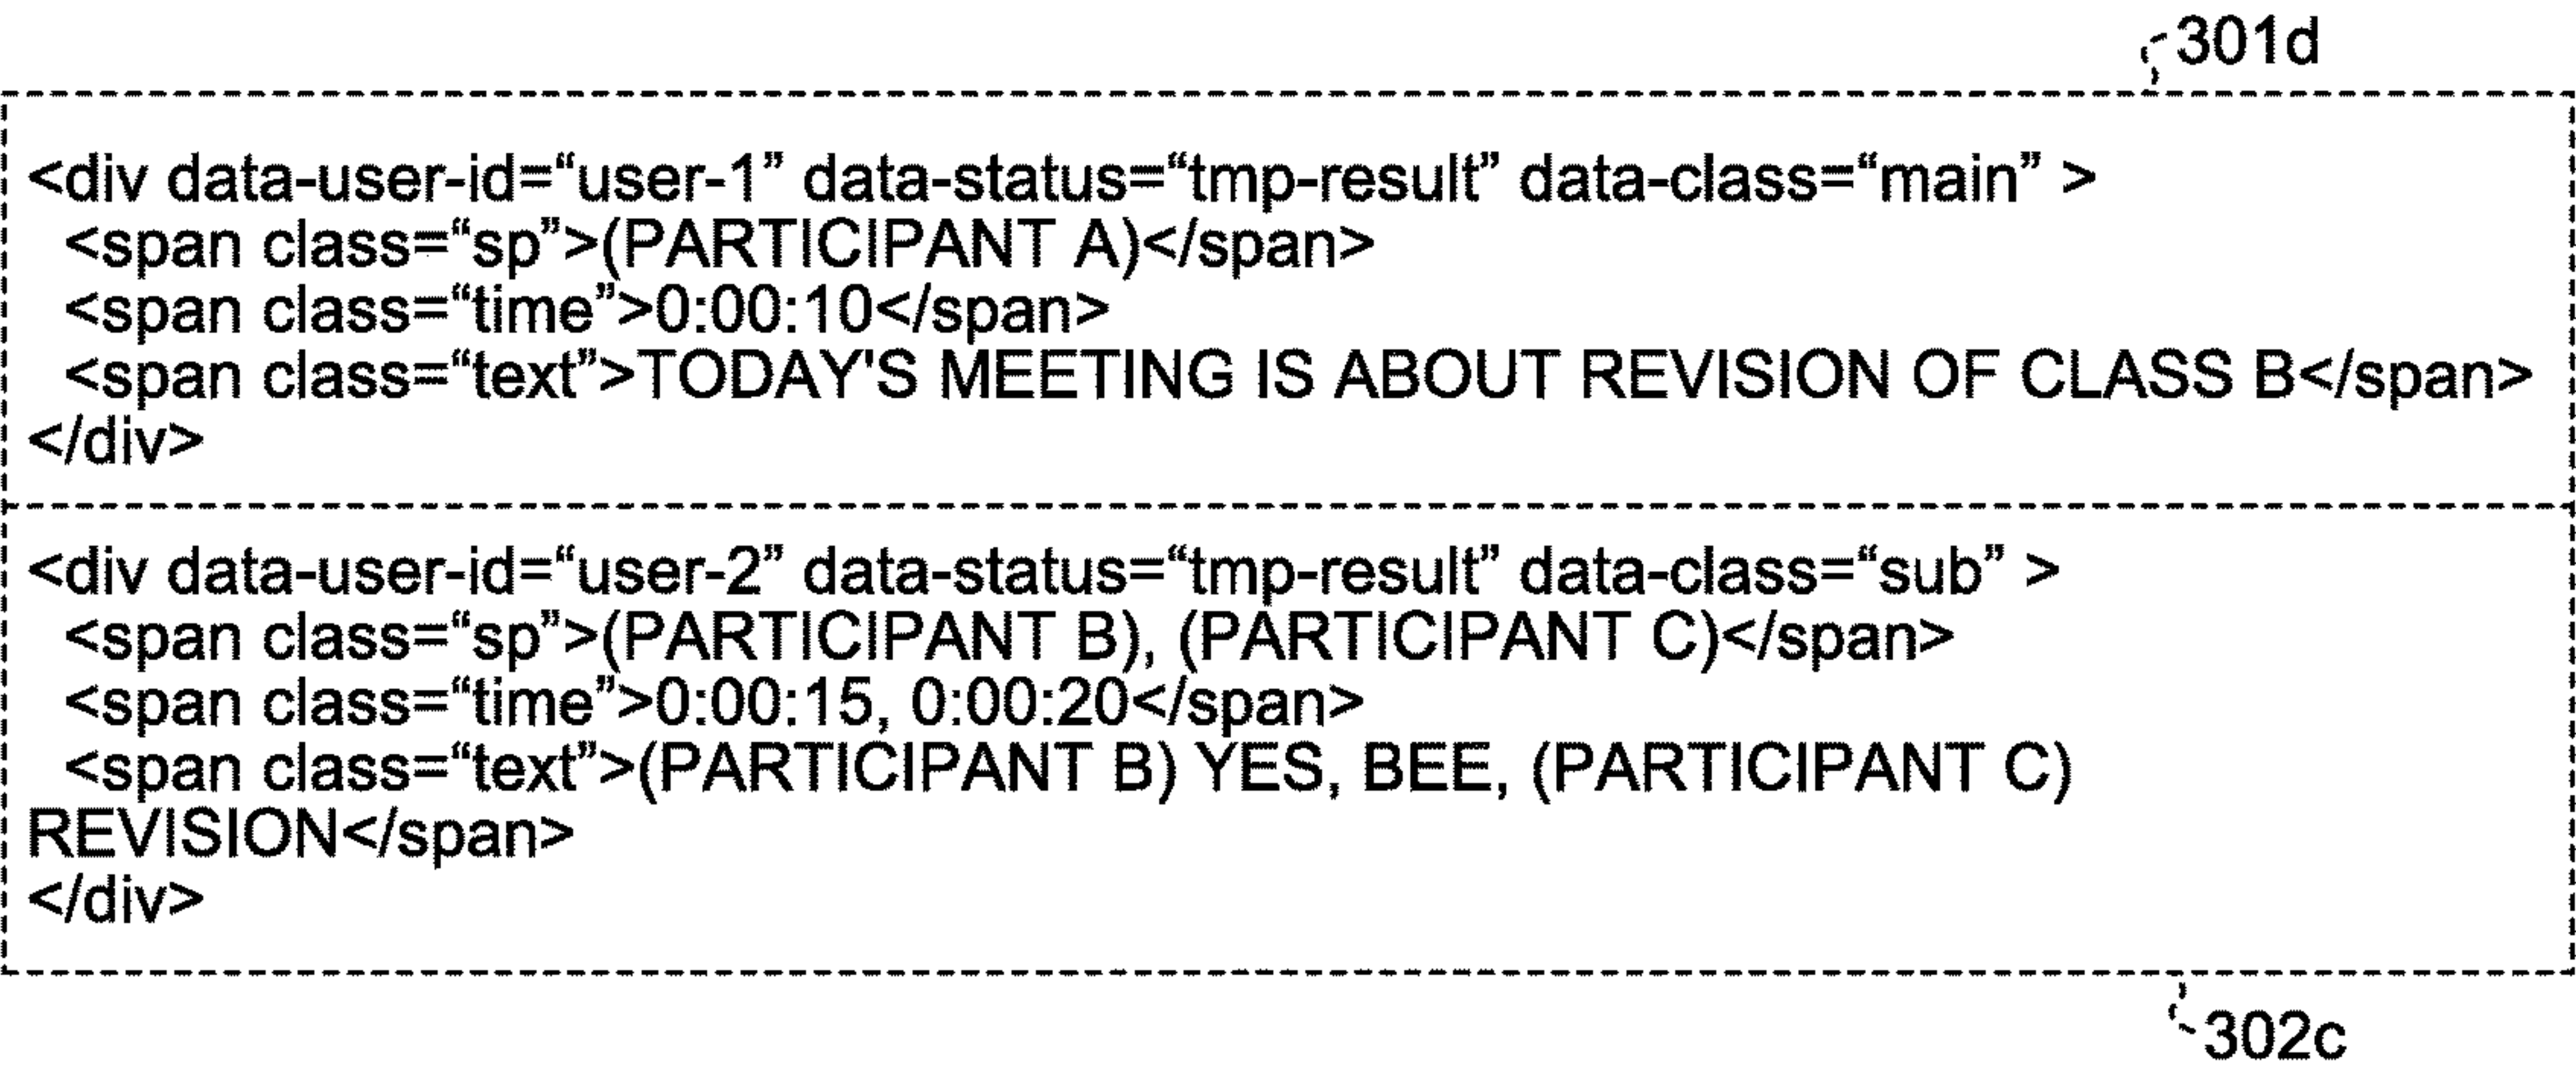 301d
<div data-user-id=“user-1” data-status=“tmp-result” data-class=“main” >
<span class=“sp”>(PARTICIPANT A)</span>
<span class=“time”>0:00:10</span>
<span class=“text”>TODAY'S MEETING IS ABOUT REVISION OF CLASS B</span>
</div>
<div data-user-id=“user-2” data-status=“tmp-result” data-class=“sub” >
<span class=“sp”>(PARTICIPANT B), (PARTICIPANT C)</span>
<span class=“time”>0:00:15, 0:00:20</span>
<span class=“text”>(PARTICIPANT B) YES, BEE, (PARTICIPANT C)
REVISION</span>
</div>
302c